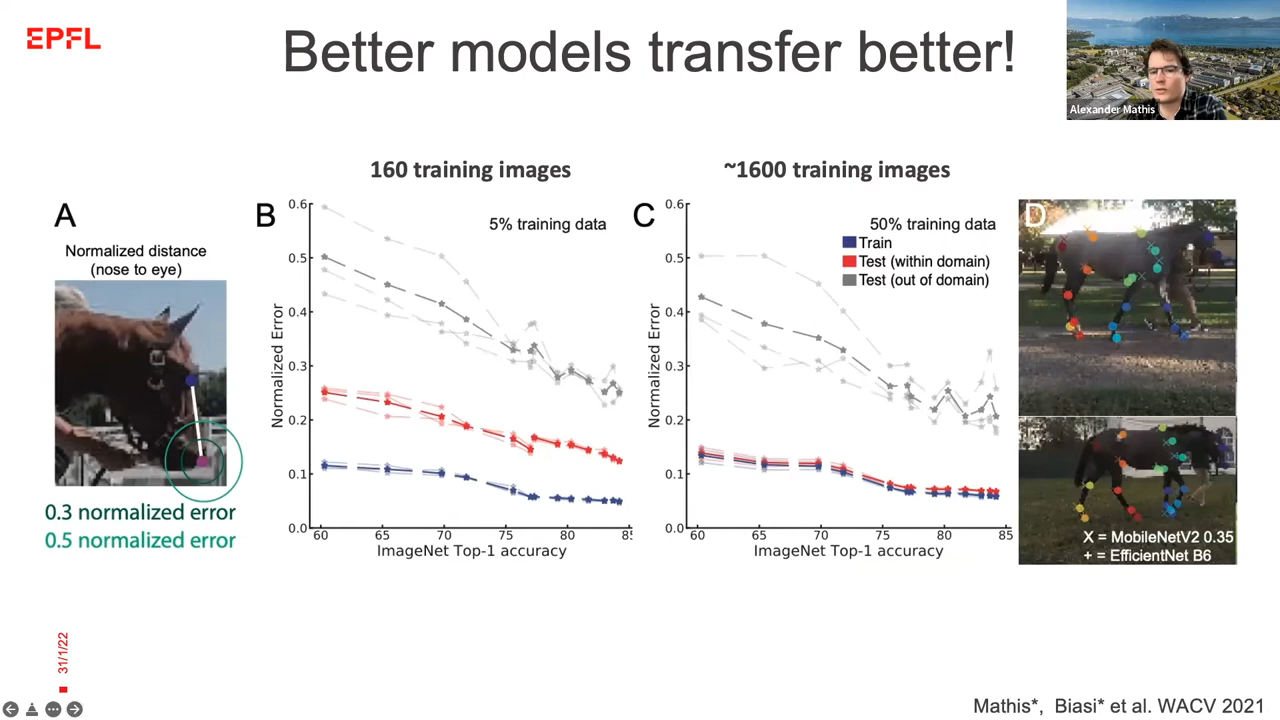 EPFL
Better models transfer better!
Alexander Mathis
160 training images
~1600 training images
A
Normalized distance
(nose to eye)
0.3 normalized error
0.5 normalized error
B
5% training data
Normalized Error
0.6
0.5
0.4
0.3
0.2
0.1
0.0
60 65 70 75 80 85
ImageNet Top-1 accuracy
C
50% training data
Train
Test (within domain)
Test (out of domain)
Normalized Error
0.6
0.5
0.4
0.3
0.2
0.1
0.0
60 65 70 75 80 85
ImageNet Top-1 accuracy
D
X = MobileNetV2 0.35
+ = EfficientNet B6
31/1/22
Mathis*, Biasi* et al. WACV 2021